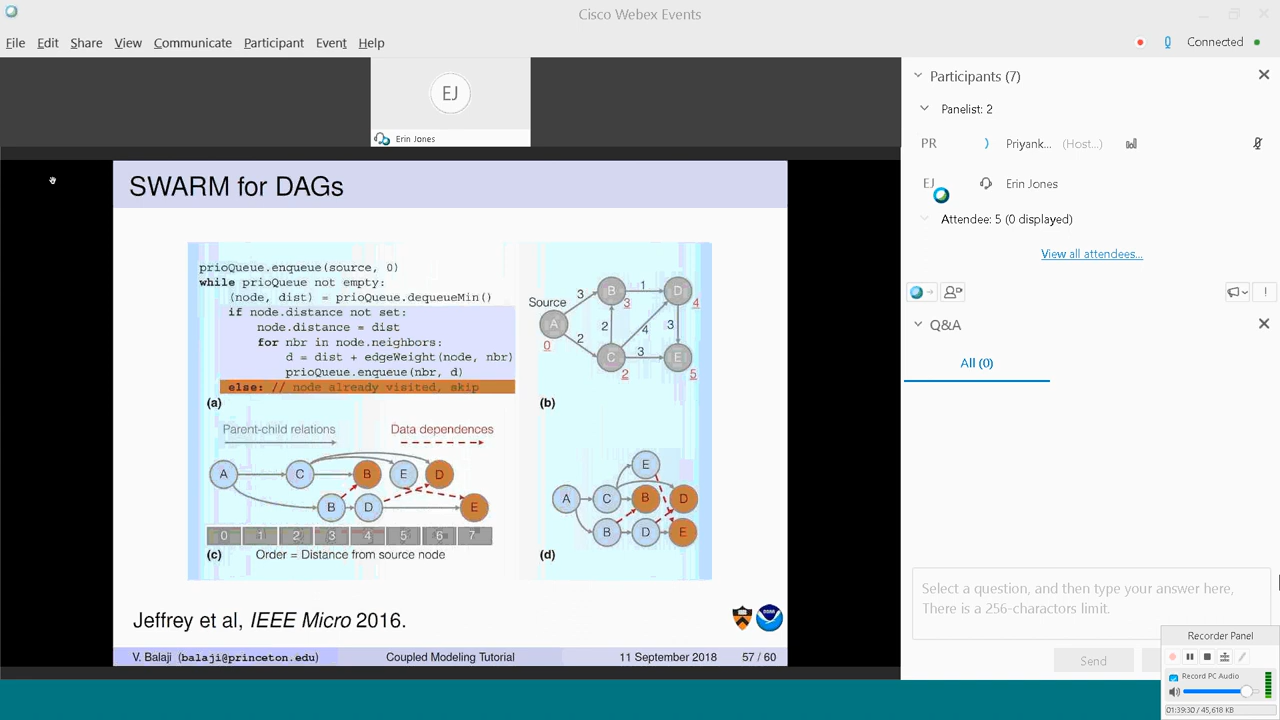 Cisco Webex Events
File Edit Share View Communicate Participant Event Help
Connected
EJ
Erin Jones
Participants (7)
Panelist: 2
PR Priyank... (Host...)
EJ Erin Jones
Attendee: 5 (0 displayed)
View all attendees...
Q&A
All (0)
Select a question, and then type your answer here,
There is a 256-charactors limit.
Send
Recorder Panel
Record PC Audio
01:39:30 / 45,618 KB
SWARM for DAGs
prioQueue.enqueue(source, 0)
while prioQueue not empty:
(node, dist) = prioQueue.dequeueMin()
if node.distance not set:
node.distance = dist
for nbr in node.neighbors:
d = dist + edgeWeight(node, nbr)
prioQueue.enqueue(nbr, d)
else: // node already visited, skip
(a)
Source
A 0
B 3
C 2
D 4
E 5
3 1
2 2 4 3
3
(b)
Parent-child relations
Data dependences
A C B E D
B D E
0 1 2 3 4 5 6 7
(c) Order = Distance from source node
E
A C B D
B D E
(d)
Jeffrey et al, IEEE Micro 2016.
V. Balaji (balaji@princeton.edu) Coupled Modeling Tutorial 11 September 2018 57 / 60